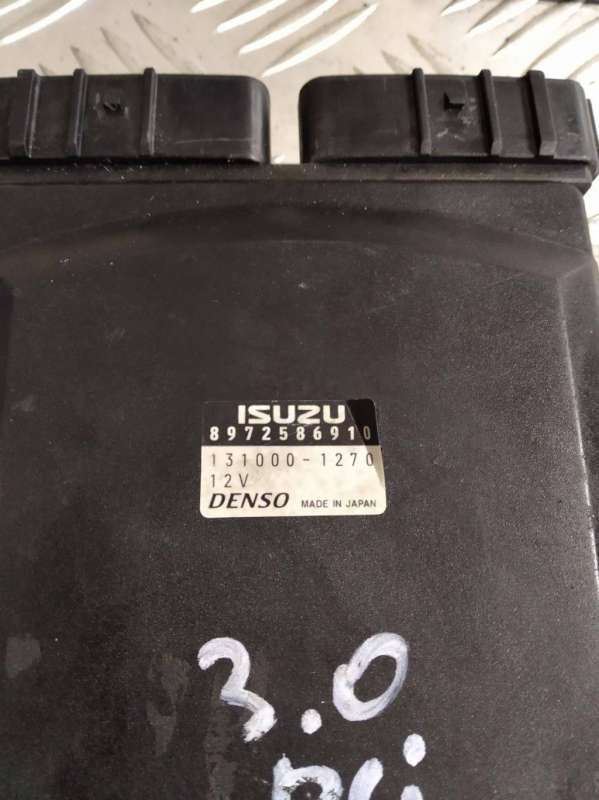 ISUZU
8972586910
131000-1270
12V
DENSO MADE IN JAPAN
3.0